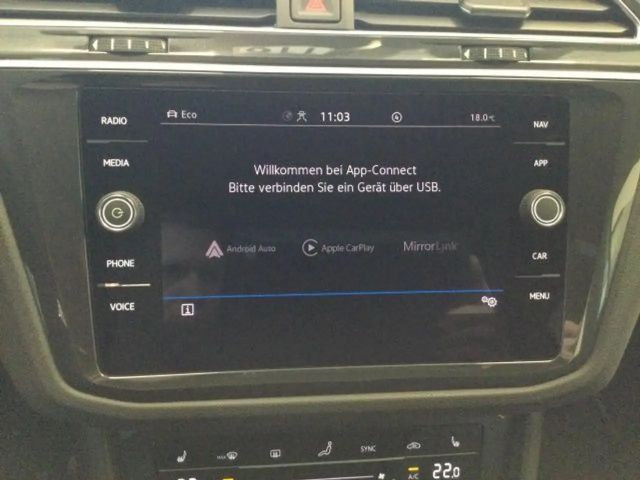 RADIO
MEDIA
PHONE
VOICE
Eco 11:03 18.0°C
Willkommen bei App-Connect
Bitte verbinden Sie ein Gerät über USB.
Android Auto Apple CarPlay MirrorLink
NAV
APP
CAR
MENU
MAX SYNC
A/C 22.0